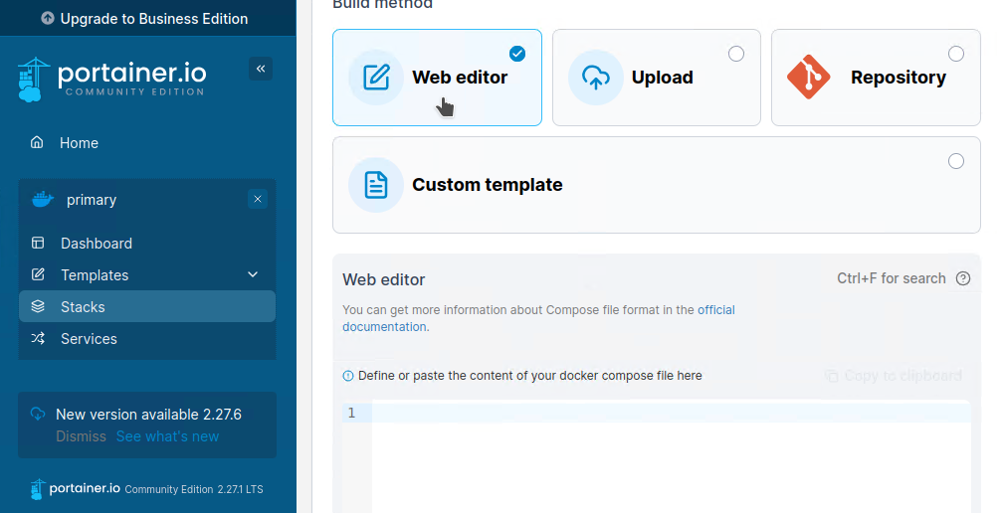 Upgrade to Business Edition
portainer.io
COMMUNITY EDITION
Home
primary
Dashboard
Templates
Stacks
Services
New version available 2.27.6
Dismiss See what's new
portainer.io Community Edition 2.27.1 LTS
Build method
Web editor
Upload
Repository
Custom template
Web editor
Ctrl+F for search
You can get more information about Compose file format in the official
documentation.
Define or paste the content of your docker compose file here
Copy to clipboard
1